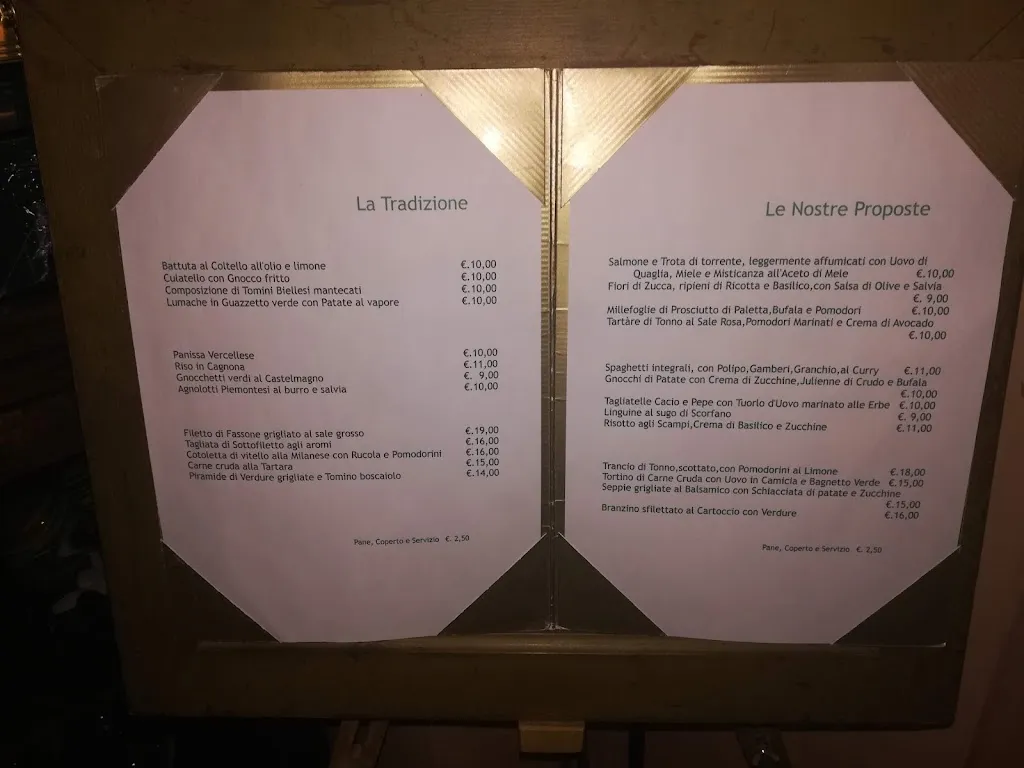 La Tradizione
Battuta al Coltello all'olio e limone €.10,00
Culatello con Gnocco fritto €.10,00
Composizione di Tomini Biellesi mantecati €.10,00
Lumache in Guazzetto verde con Patate al vapore €.10,00
Panissa Vercellese €.10,00
Riso in Cagnona €.11,00
Gnocchetti verdi al Castelmagno €. 9,00
Agnolotti Piemontesi al burro e salvia €.10,00
Filetto di Fassone grigliato al sale grosso €.19,00
Tagliata di Sottofiletto agli aromi €.16,00
Cotoletta di vitello alla Milanese con Rucola e Pomodorini €.16,00
Carne cruda alla Tartara €.15,00
Piramide di Verdure grigliate e Tomino boscaiolo €.14,00
Pane, Coperto e Servizio €. 2,50
Le Nostre Proposte
Salmone e Trota di torrente, leggermente affumicati con Uovo di
Quaglia, Miele e Misticanza all'Aceto di Mele €.10,00
Fiori di Zucca, ripieni di Ricotta e Basilico,con Salsa di Olive e Salvia
€. 9,00
Millefoglie di Prosciutto di Paletta,Bufala e Pomodori €.10,00
Tartàre di Tonno al Sale Rosa,Pomodori Marinati e Crema di Avocado
€.10,00
Spaghetti integrali, con Polipo,Gamberi,Granchio,al Curry €.11,00
Gnocchi di Patate con Crema di Zucchine,Julienne di Crudo e Bufala
€.10,00
Tagliatelle Cacio e Pepe con Tuorlo d'Uovo marinato alle Erbe €.10,00
Linguine al sugo di Scorfano €. 9,00
Risotto agli Scampi,Crema di Basilico e Zucchine €.11,00
Trancio di Tonno,scottato,con Pomodorini al Limone €.18,00
Tortino di Carne Cruda con Uovo in Camicia e Bagnetto Verde €.15,00
Seppie grigliate al Balsamico con Schiacciata di patate e Zucchine
€.15,00
Branzino sfilettato al Cartoccio con Verdure €.16,00
Pane, Coperto e Servizio €. 2,50